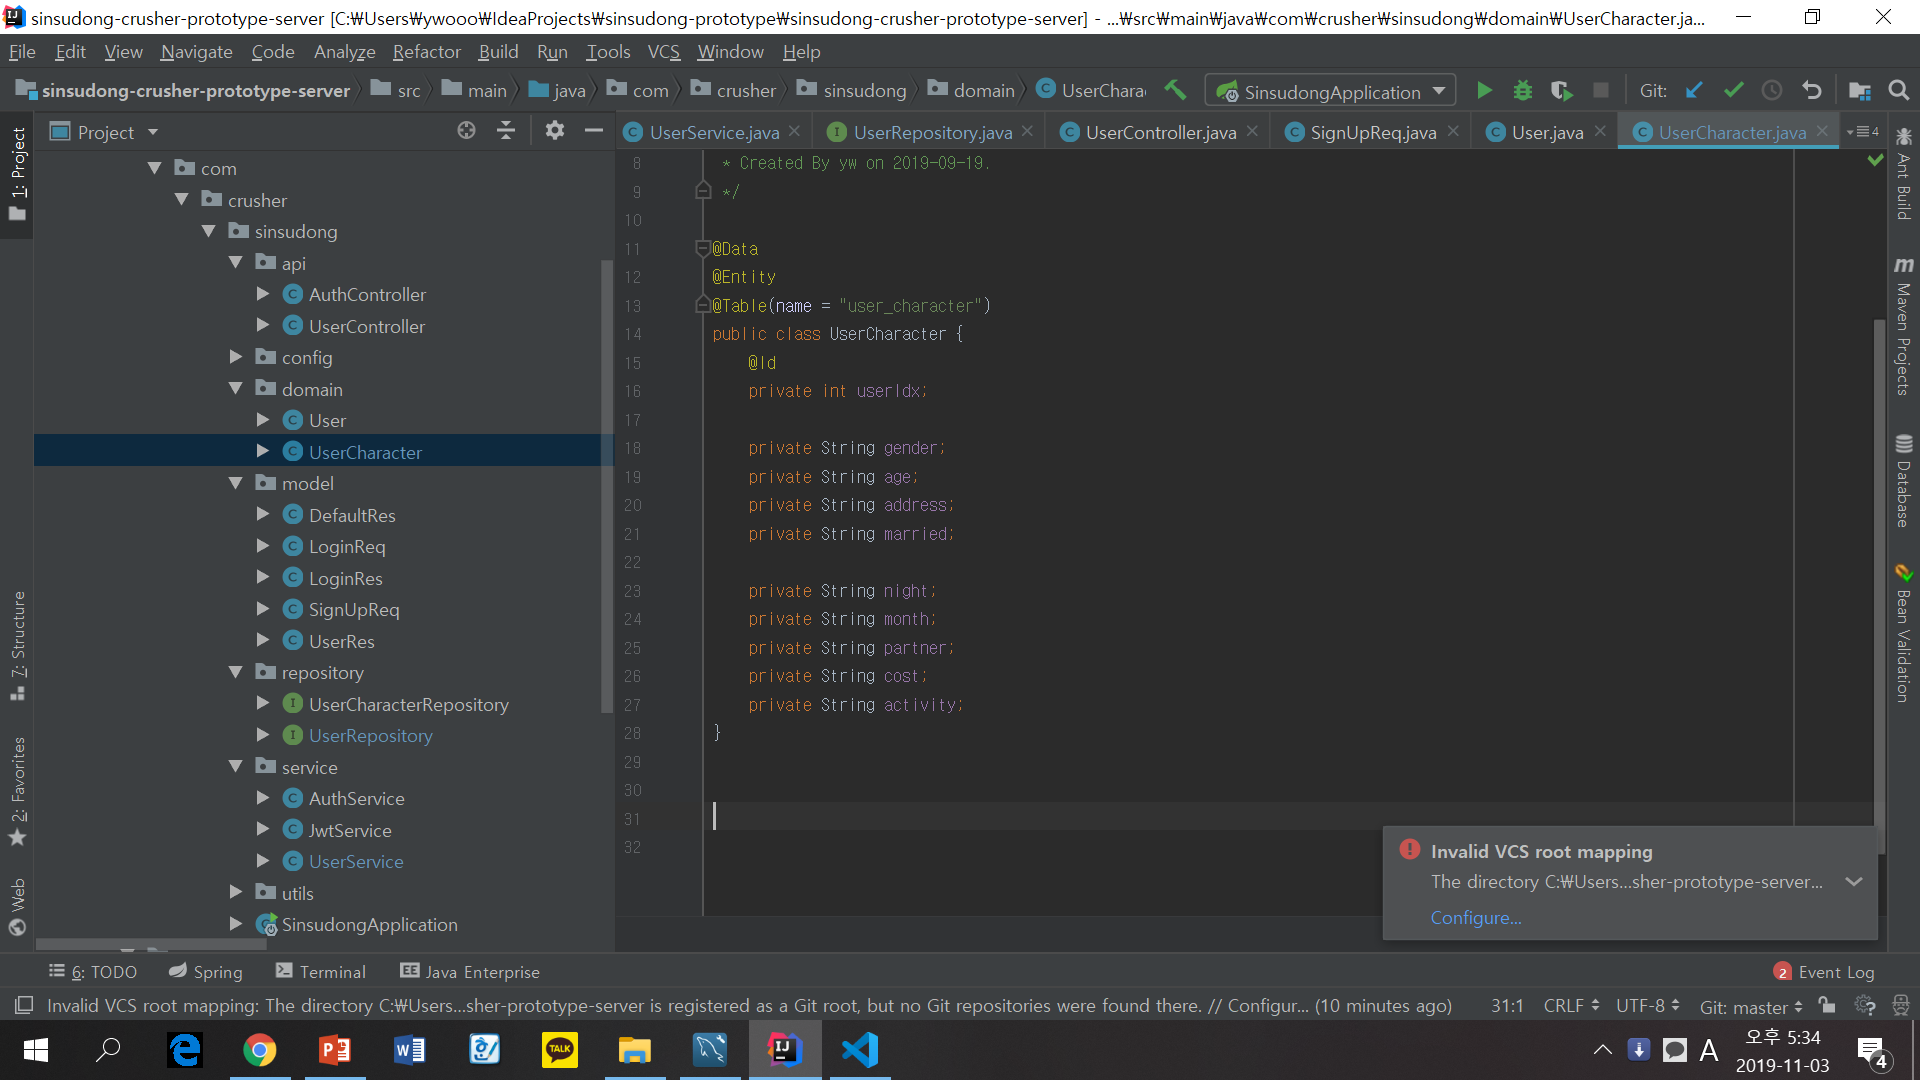 sinsudong-crusher-prototype-server [C:₩Users₩ywooo₩IdeaProjects₩sinsudong-prototype₩sinsudong-crusher-prototype-server] - ...₩src₩main₩java₩com₩crusher₩sinsudong₩domain₩UserCharacter.ja...
File Edit View Navigate Code Analyze Refactor Build Run Tools VCS Window Help
sinsudong-crusher-prototype-server src main java com crusher sinsudong domain UserChara SinsudongApplication Git:
Project
UserService.java UserRepository.java UserController.java SignUpReq.java User.java UserCharacter.java 4
1: Project
7: Structure
2: Favorites
Web
com
crusher
sinsudong
api
AuthController
UserController
config
domain
User
UserCharacter
model
DefaultRes
LoginReq
LoginRes
SignUpReq
UserRes
repository
UserCharacterRepository
UserRepository
service
AuthService
JwtService
UserService
utils
SinsudongApplication
8 * Created By yw on 2019-09-19.
9 */
10
11 @Data
12 @Entity
13 @Table(name = "user_character")
14 public class UserCharacter {
15 @Id
16 private int userIdx;
17
18 private String gender;
19 private String age;
20 private String address;
21 private String married;
22
23 private String night;
24 private String month;
25 private String partner;
26 private String cost;
27 private String activity;
28 }
29
30
31
32
Ant Build
m Maven Projects
Database
Bean Validation
Invalid VCS root mapping
The directory C:₩Users...sher-prototype-server...
Configure...
6: TODO Spring Terminal Java Enterprise 2 Event Log
Invalid VCS root mapping: The directory C:₩Users...sher-prototype-server is registered as a Git root, but no Git repositories were found there. // Configur... (10 minutes ago) 31:1 CRLF UTF-8 Git: master
TALK
A
오후 5:34
2019-11-03
4